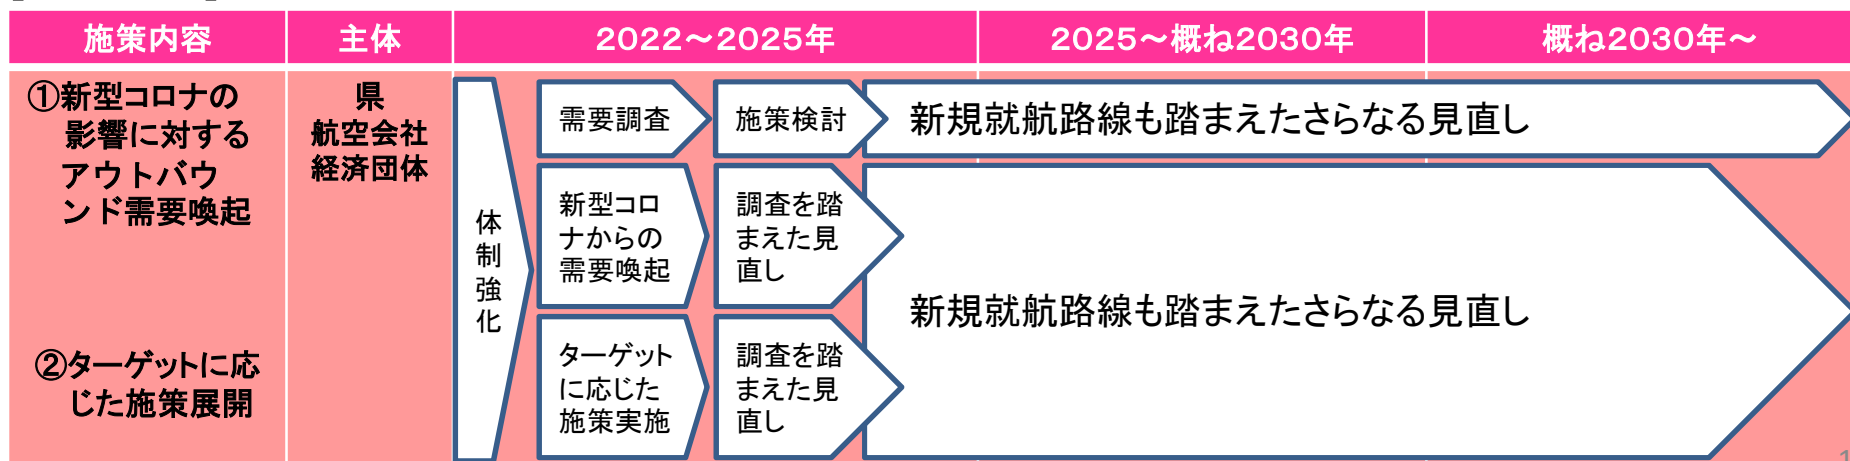 施策内容
主体
2022～2025年
2025～概ね2030年
概ね2030年～
①新型コロナの
影響に対する
アウトバウ
ンド需要喚起
②ターゲットに応
じた施策展開
県
航空会社
経済団体
体
制
強
化
需要調査
施策検討
新規就航路線も踏まえたさらなる見直し
新型コロ
ナからの
需要喚起
調査を踏
まえた見
直し
新規就航路線も踏まえたさらなる見直し
ターゲット
に応じた
施策実施
調査を踏
まえた見
直し